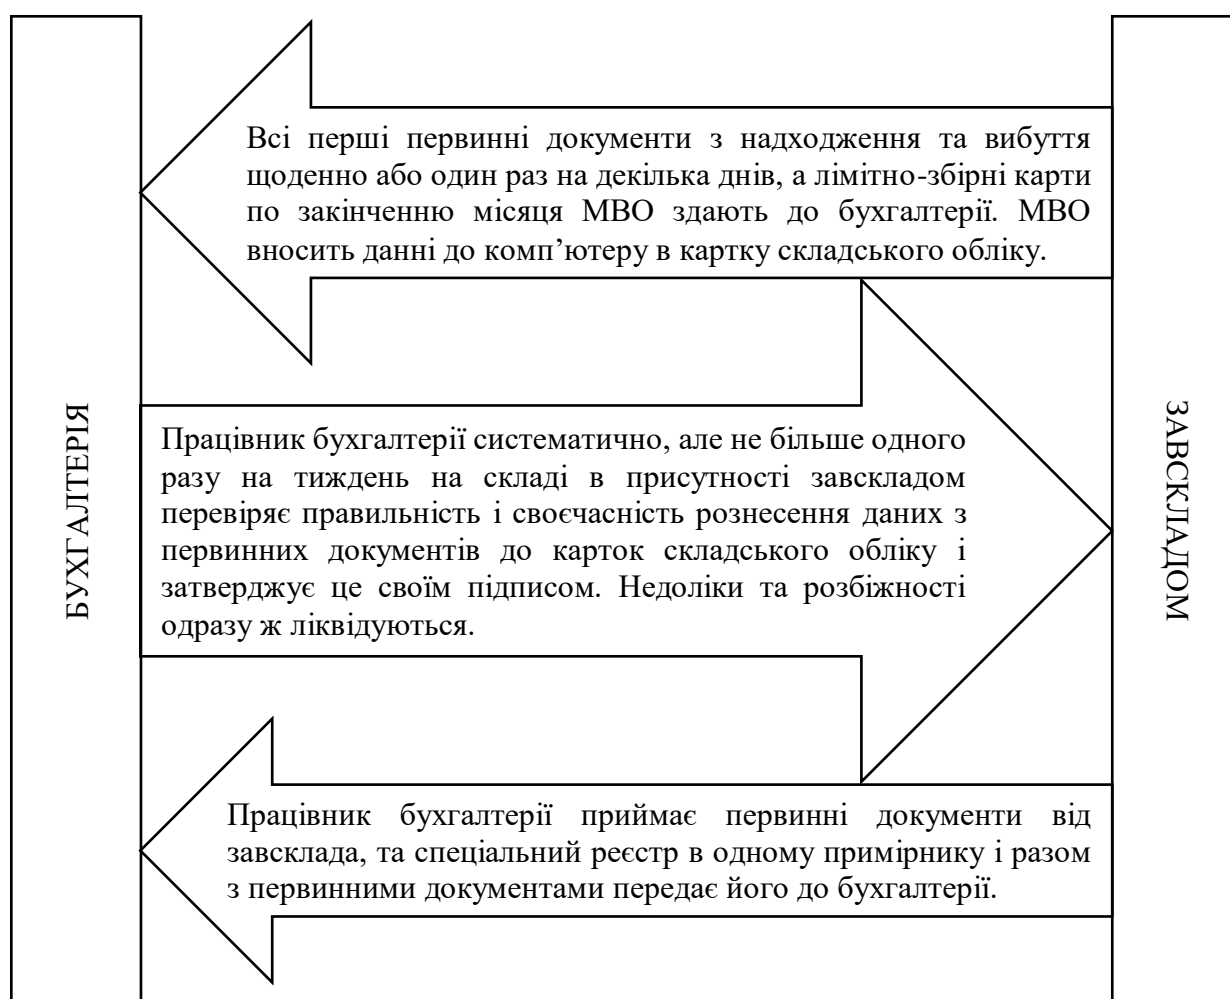 БУХГАЛТЕРІЯ
Всі перші первинні документи з надходження та вибуття
щоденно або один раз на декілька днів, а лімітно-збірні карти
по закінченню місяця МВО здають до бухгалтерії. МВО
вносить данні до комп’ютеру в картку складського обліку.
Працівник бухгалтерії систематично, але не більше одного
разу на тиждень на складі в присутності завскладом
перевіряє правильність і своєчасність рознесення даних з
первинних документів до карток складського обліку і
затверджує це своїм підписом. Недоліки та розбіжності
одразу ж ліквідуються.
Працівник бухгалтерії приймає первинні документи від
завсклада, та спеціальний реєстр в одному примірнику і разом
з первинними документами передає його до бухгалтерії.
ЗАВСКЛАДОМ